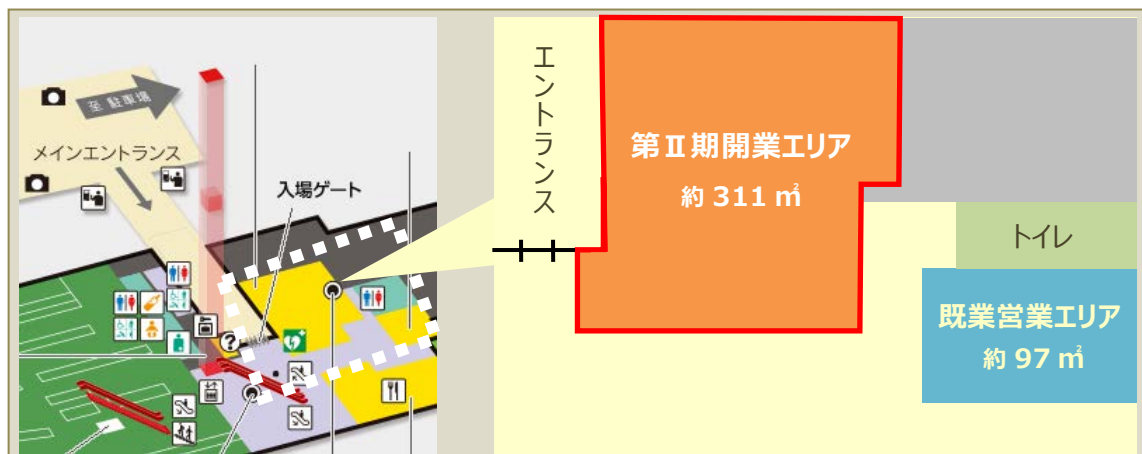 至 駐車場
メインエントランス
入場ゲート
?
エントランス
第Ⅱ期開業エリア
約 311 ㎡
トイレ
既業営業エリア
約 97 ㎡